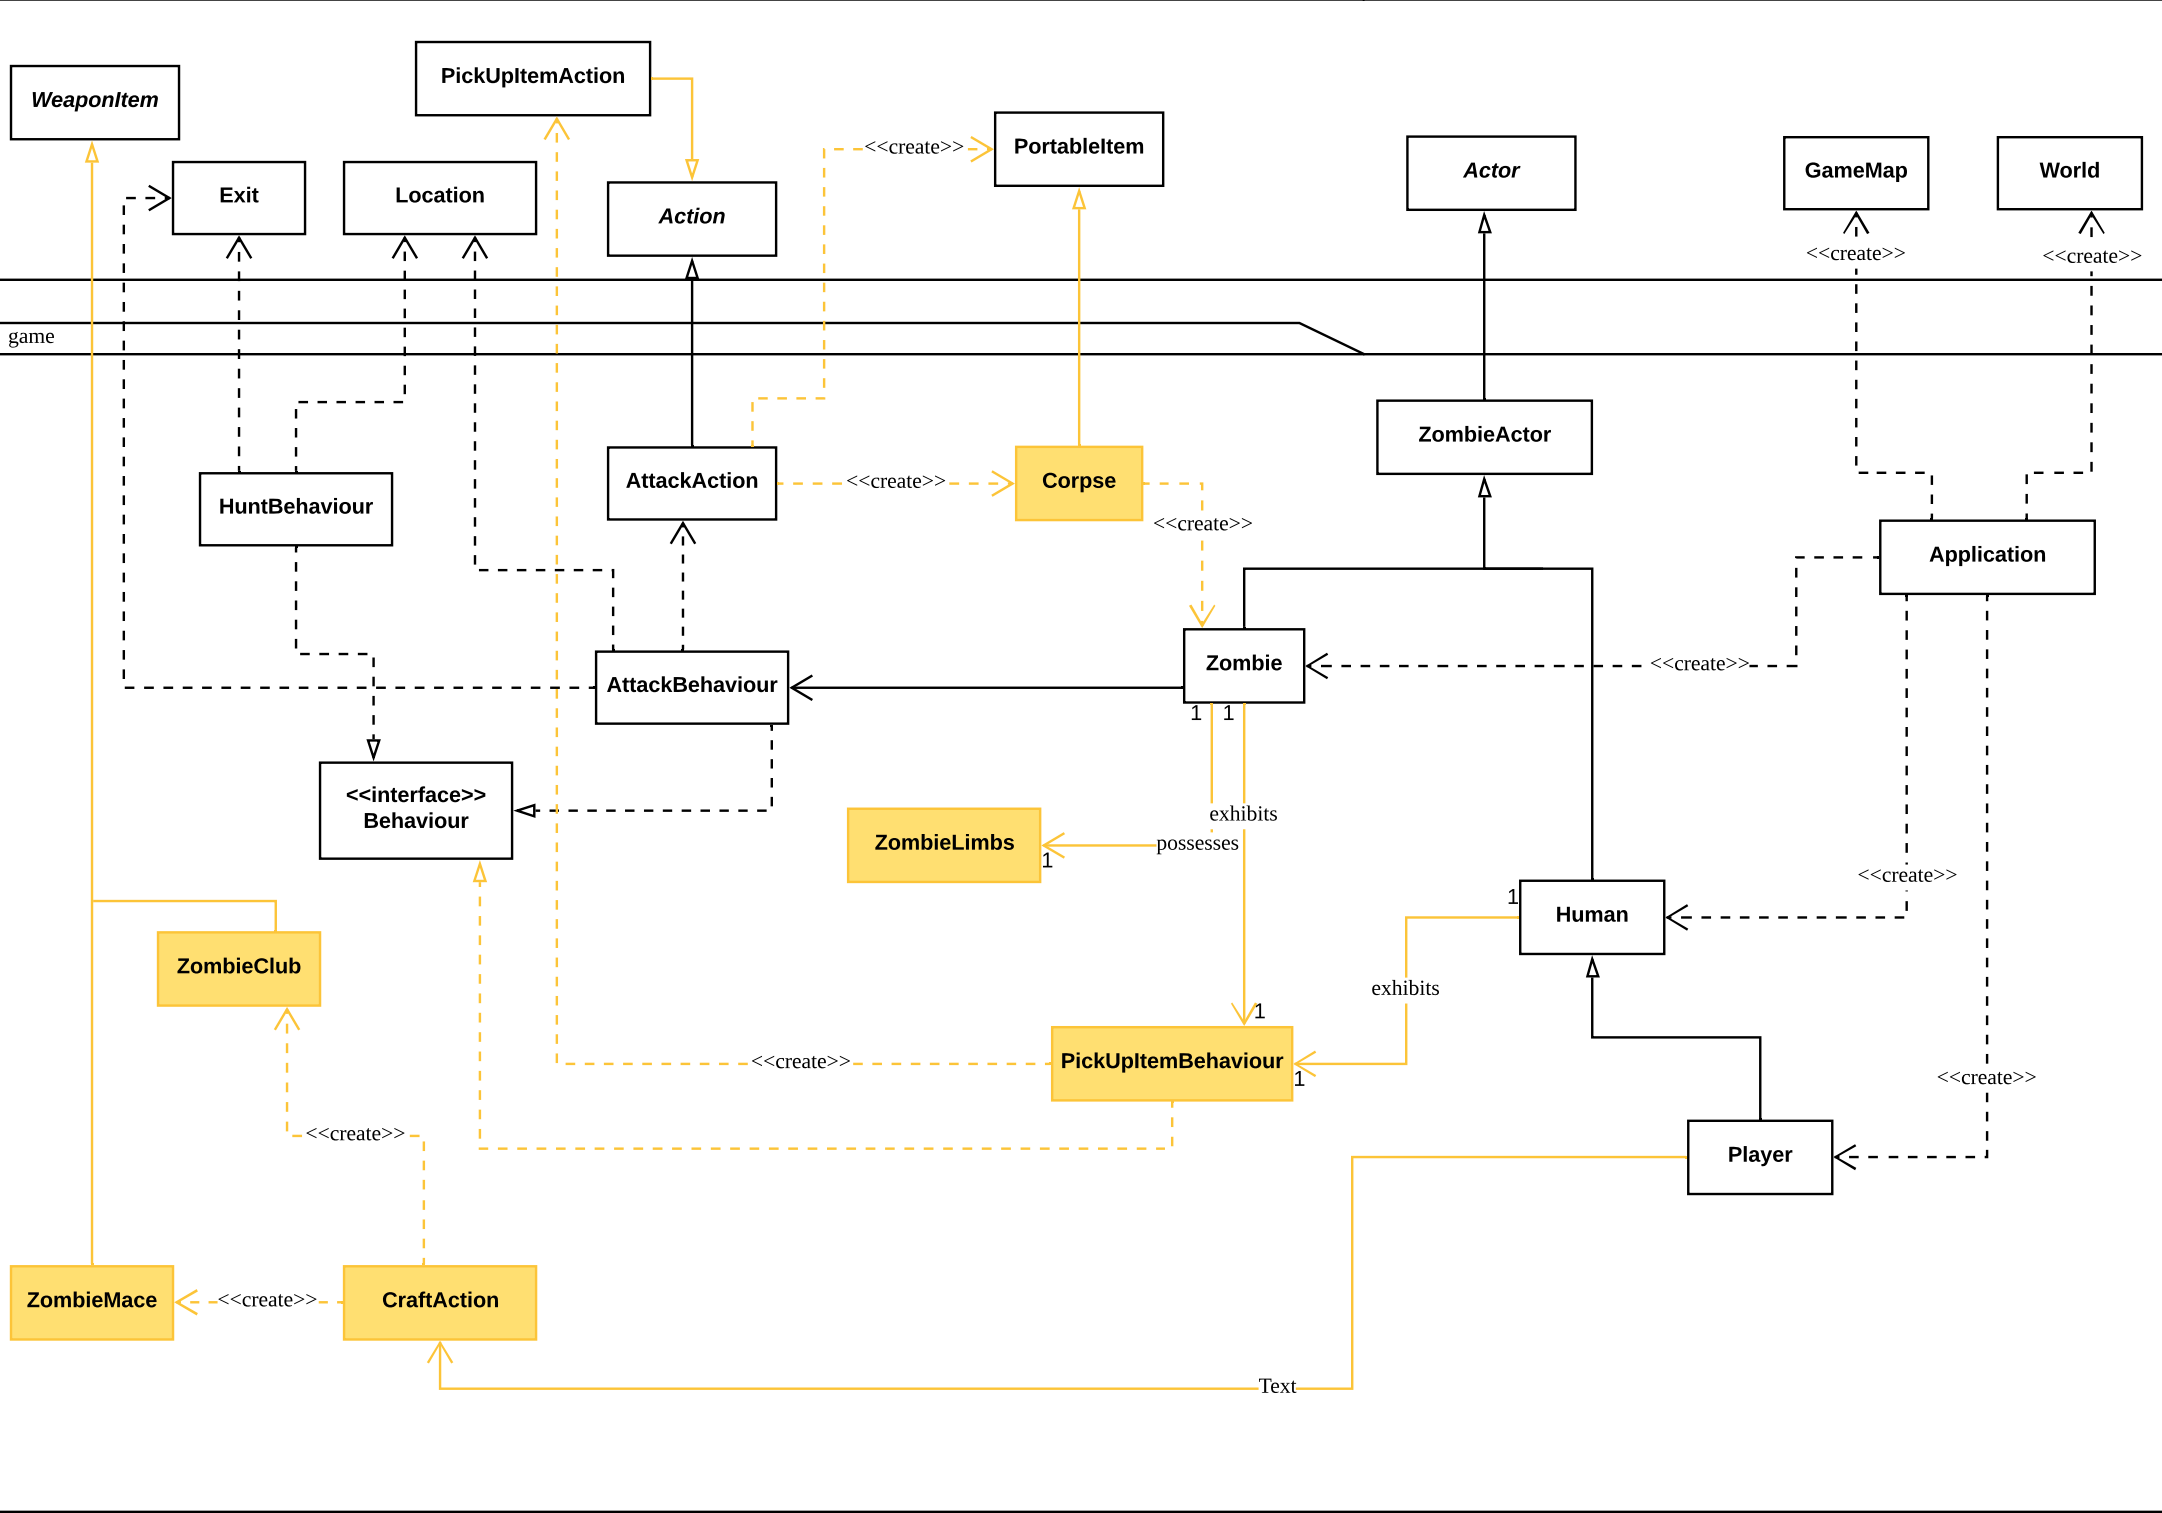 PickUpItemAction
WeaponItem
<<create>>
PortableItem
Actor
GameMap
World
Exit
Location
Action
<<create>>
<<create>>
game
ZombieActor
AttackAction
<<create>>
Corpse
HuntBehaviour
<<create>>
Application
Zombie
<<create>>
AttackBehaviour
1
1
<<interface>>
Behaviour
exhibits
ZombieLimbs
possesses
1
<<create>>
1
Human
ZombieClub
exhibits
1
PickUpItemBehaviour
<<create>>
1
<<create>>
<<create>>
Player
ZombieMace
<<create>>
CraftAction
Text